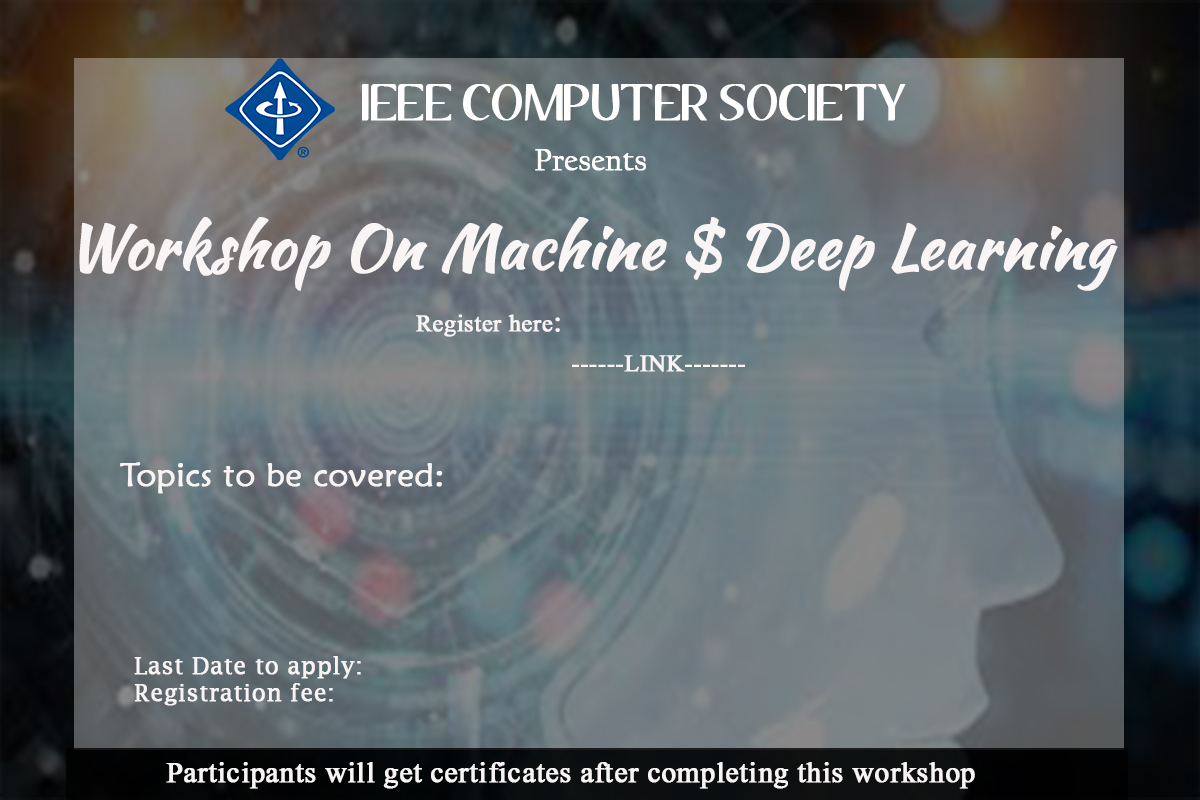 IEEE COMPUTER SOCIETY
®
Presents
Workshop On Machine $ Deep Learning
Register here:
------LINK-------
Topics to be covered:
Last Date to apply:
Registration fee:
Participants will get certificates after completing this workshop